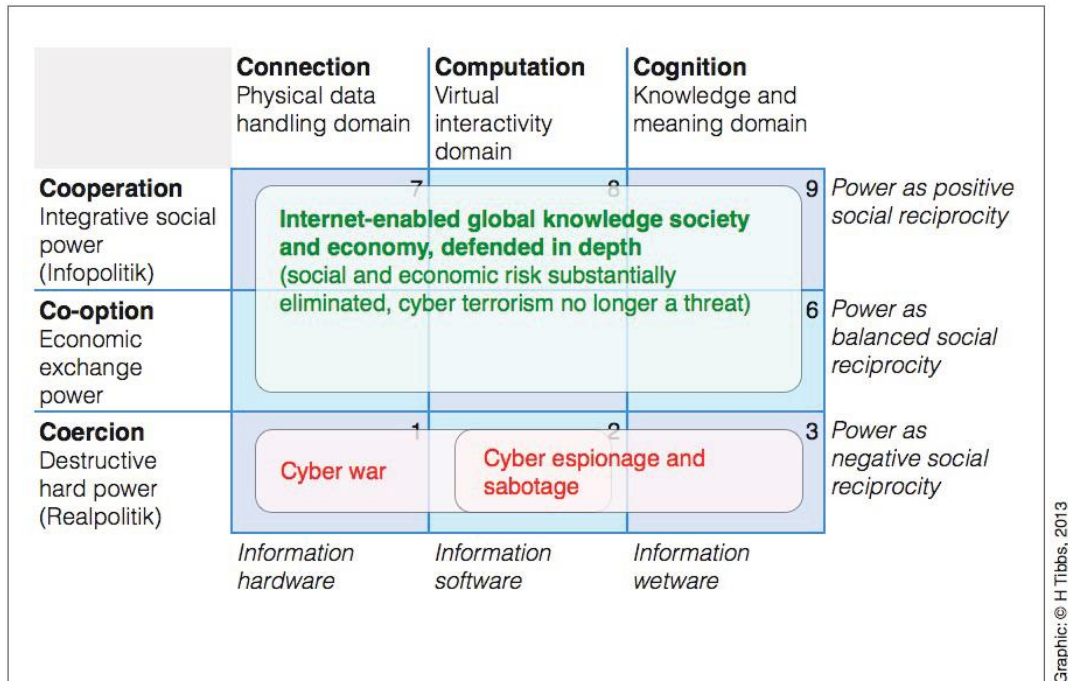 Connection
Physical data
handling domain
Computation
Virtual
interactivity
domain
Cognition
Knowledge and
meaning domain
Cooperation
Integrative social
power
(Infopolitik)
7
8
9
Internet-enabled global knowledge society
and economy, defended in depth
(social and economic risk substantially
eliminated, cyber terrorism no longer a threat)
Power as positive
social reciprocity
Co-option
Economic
exchange
power
6
Power as
balanced social
reciprocity
Coercion
Destructive
hard power
(Realpolitik)
1
Cyber war
2
Cyber espionage and
sabotage
3
Power as
negative social
reciprocity
Information
hardware
Information
software
Information
wetware
Graphic: © H Tibbs, 2013